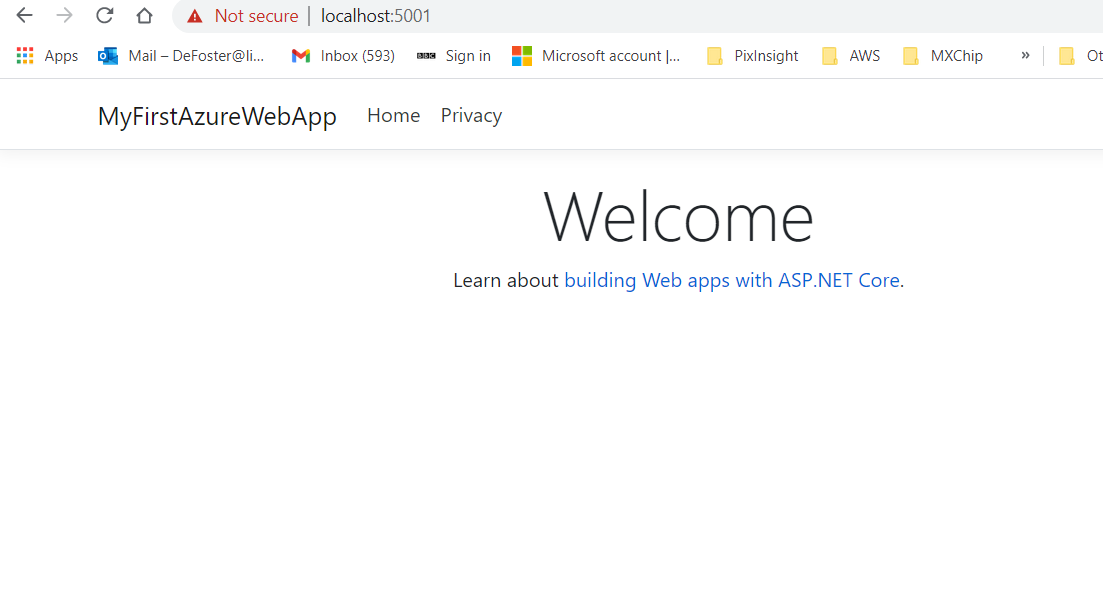 Not secure | localhost:5001
Apps Mail – DeFoster@li... Inbox (593) BBC Sign in Microsoft account |... PixInsight AWS MXChip » Ot
MyFirstAzureWebApp Home Privacy
Welcome
Learn about building Web apps with ASP.NET Core.